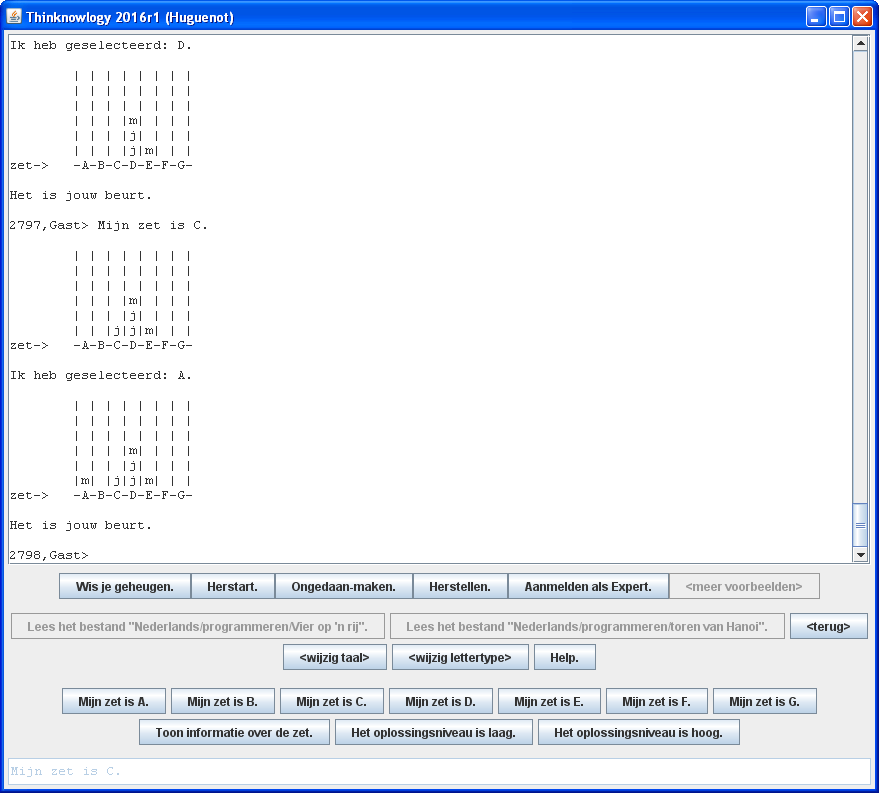 Thinknowlogy 2016r1 (Huguenot)
Ik heb geselecteerd: D.
| | | | | | | |
| | | | | | | |
| | | | | | | |
| | | |m| | | |
| | | |j| | | |
| | | |j|m| | |
zet-> -A-B-C-D-E-F-G-
Het is jouw beurt.
2797,Gast> Mijn zet is C.
| | | | | | | |
| | | | | | | |
| | | | | | | |
| | | |m| | | |
| | | |j| | | |
| | |j|j|m| | |
zet-> -A-B-C-D-E-F-G-
Ik heb geselecteerd: A.
| | | | | | | |
| | | | | | | |
| | | | | | | |
| | | |m| | | |
| | | |j| | | |
|m| |j|j|m| | |
zet-> -A-B-C-D-E-F-G-
Het is jouw beurt.
2798,Gast>
Wis je geheugen. Herstart. Ongedaan-maken. Herstellen. Aanmelden als Expert. <meer voorbeelden>
Lees het bestand "Nederlands/programmeren/Vier op 'n rij". Lees het bestand "Nederlands/programmeren/toren van Hanoi". <terug>
<wijzig taal> <wijzig lettertype> Help.
Mijn zet is A. Mijn zet is B. Mijn zet is C. Mijn zet is D. Mijn zet is E. Mijn zet is F. Mijn zet is G.
Toon informatie over de zet. Het oplossingsniveau is laag. Het oplossingsniveau is hoog.
Mijn zet is C.